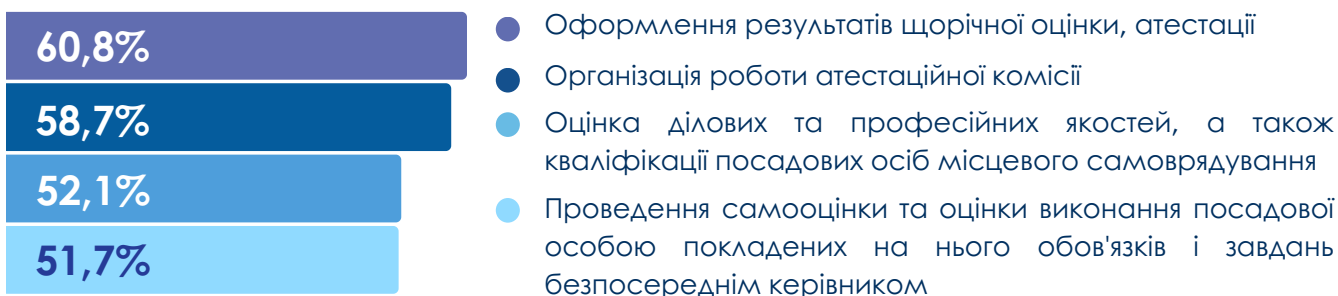 60,8%
58,7%
52,1%
51,7%
Оформлення результатів щорічної оцінки, атестації
Організація роботи атестаційної комісії
Оцінка ділових та професійних якостей, а також
кваліфікації посадових осіб місцевого самоврядування
Проведення самооцінки та оцінки виконання посадової
особою покладених на нього обов'язків і завдань
безпосереднім керівником